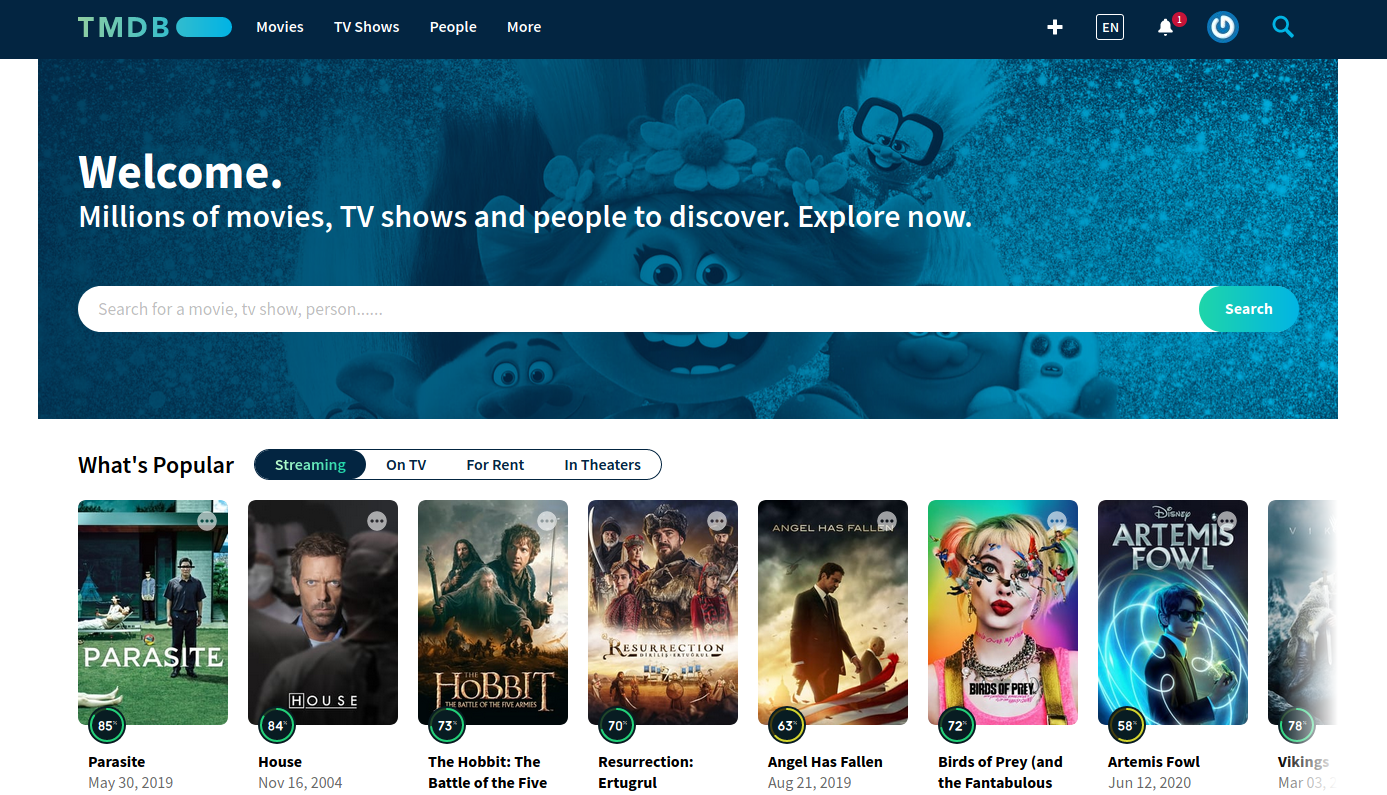 TMDB
Movies TV Shows People More
EN
1
Welcome.
Millions of movies, TV shows and people to discover. Explore now.
Search for a movie, tv show, person......
Search
What's Popular
Streaming On TV For Rent In Theaters
PARASITE
HOUSE
THE
HOBBIT
THE BATTLE OF THE FIVE ARMIES
RESURRECTION
DİRİLİŞ: ERTUĞRUL
ANGEL HAS FALLEN
BIRDS OF PREY
Disney
ARTEMIS
FOWL
85%
84%
73%
70%
63%
72%
58%
78%
Parasite
May 30, 2019
House
Nov 16, 2004
The Hobbit: The
Battle of the Five
Resurrection:
Ertugrul
Angel Has Fallen
Aug 21, 2019
Birds of Prey (and
the Fantabulous
Artemis Fowl
Jun 12, 2020
Vikings
Mar 03, 2